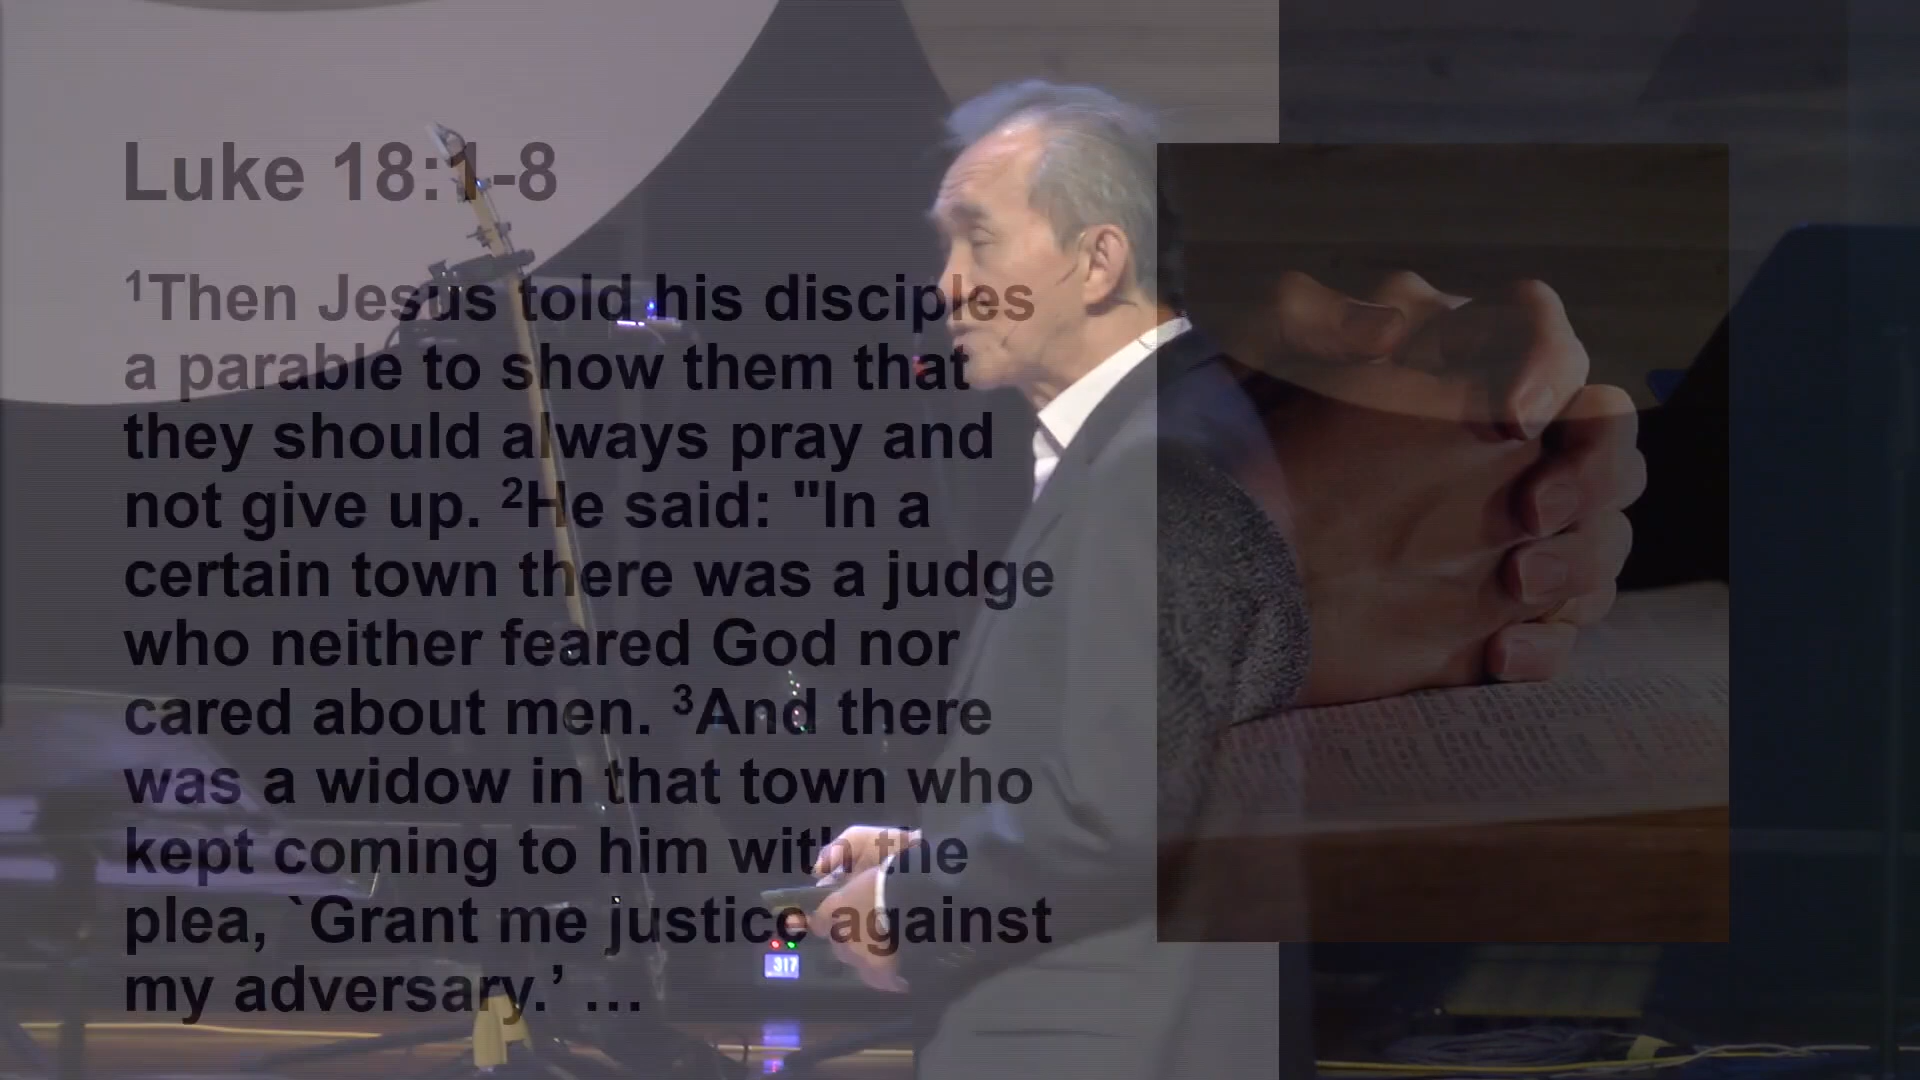 Luke 18:1-8
¹Then Jesus told his disciples
a parable to show them that
they should always pray and
not give up. ²He said: "In a
certain town there was a judge
who neither feared God nor
cared about men. ³And there
was a widow in that town who
kept coming to him with the
plea, `Grant me justice against
my adversary.’ …
317